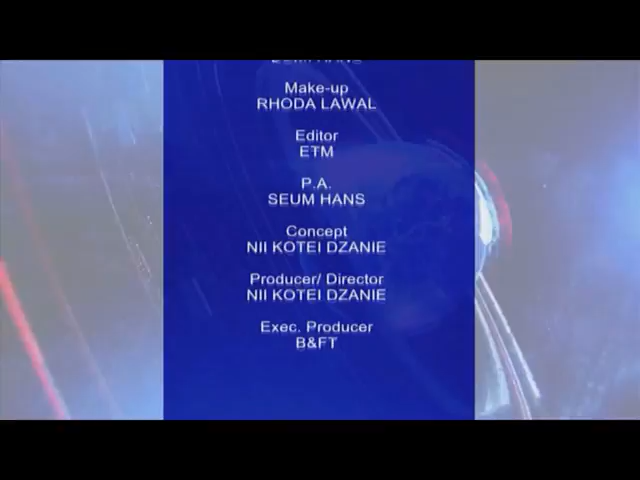 Make-up
RHODA LAWAL
Editor
ETM
P.A.
SEUM HANS
Concept
NII KOTEI DZANIE
Producer/ Director
NII KOTEI DZANIE
Exec. Producer
B&FT